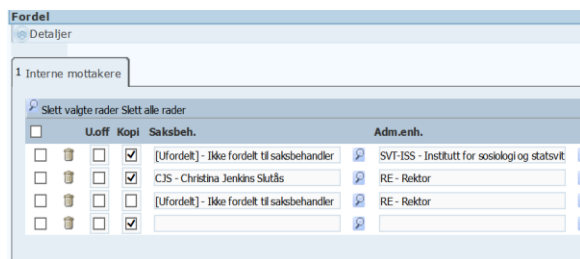 Fordel
Detaljer
1 Interne mottakere
Slett valgte rader Slett alle rader
U.off Kopi Saksbeh. Adm.enh.
[Ufordelt] - Ikke fordelt til saksbehandler SVT-ISS - Institutt for sosiologi og statsvit
CJS - Christina Jenkins Slutås RE - Rektor
[Ufordelt] - Ikke fordelt til saksbehandler RE - Rektor